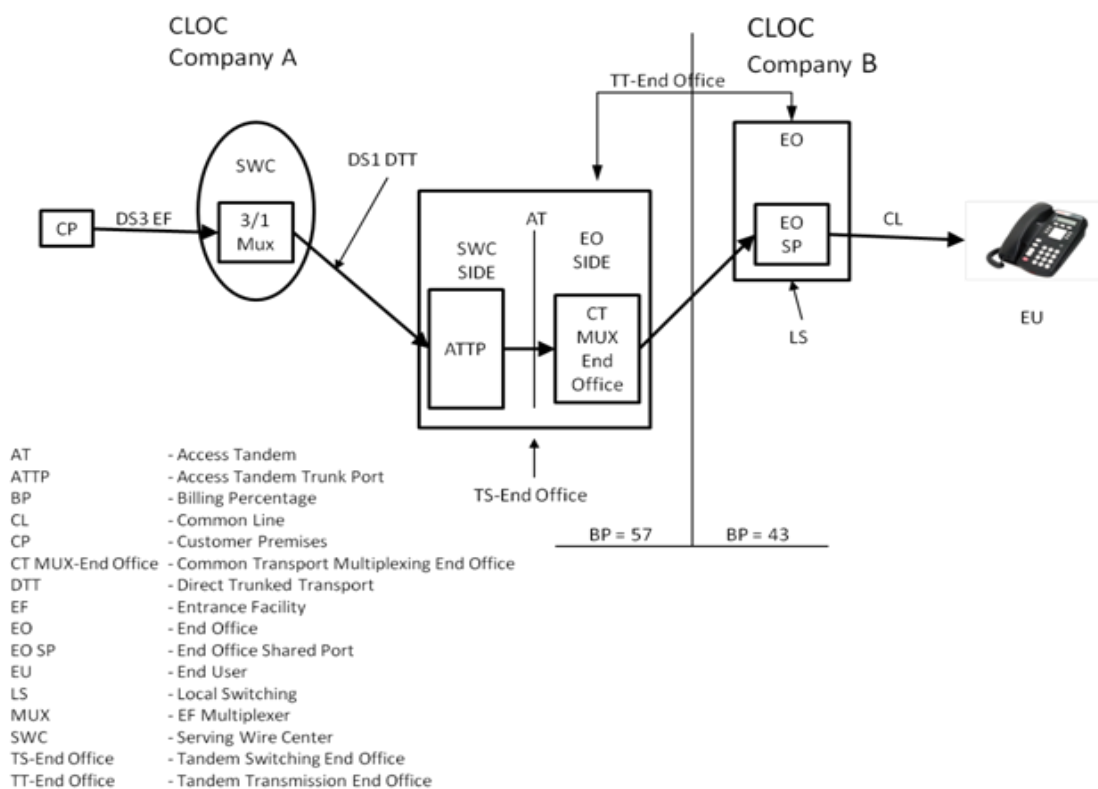 CLOC
Company A
CLOC
Company B
TT-End Office
EO
SWC
DS1 DTT
CP
DS3 EF
3/1
Mux
AT
SWC
SIDE
EO
SIDE
EO
SP
CL
ATTP
CT
MUX
End
Office
LS
EU
TS-End Office
BP = 57
BP = 43
AT - Access Tandem
ATTP - Access Tandem Trunk Port
BP - Billing Percentage
CL - Common Line
CP - Customer Premises
CT MUX-End Office - Common Transport Multiplexing End Office
DTT - Direct Trunked Transport
EF - Entrance Facility
EO - End Office
EO SP - End Office Shared Port
EU - End User
LS - Local Switching
MUX - EF Multiplexer
SWC - Serving Wire Center
TS-End Office - Tandem Switching End Office
TT-End Office - Tandem Transmission End Office